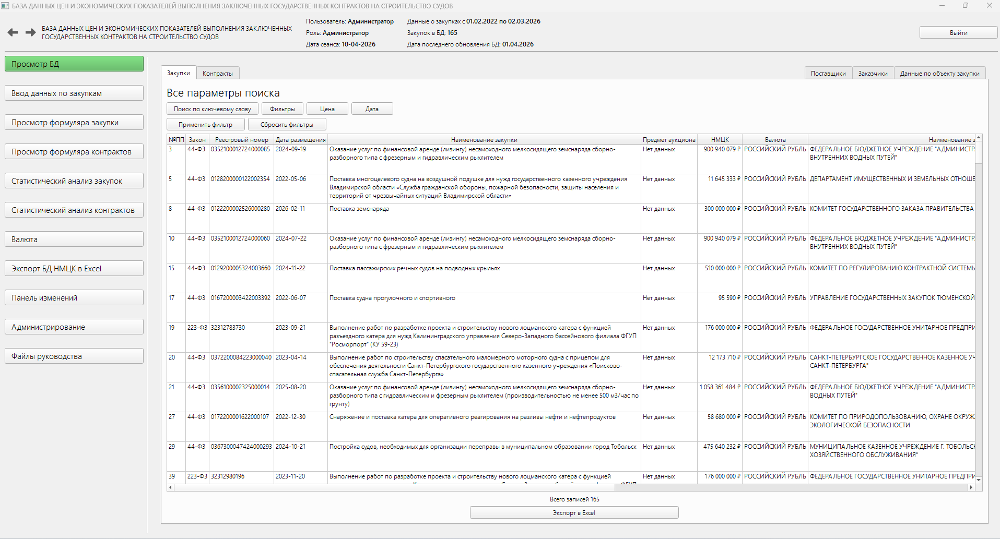 БАЗА ДАННЫХ ЦЕН И ЭКОНОМИЧЕСКИХ ПОКАЗАТЕЛЕЙ ВЫПОЛНЕНИЯ ЗАКЛЮЧЕННЫХ ГОСУДАРСТВЕННЫХ КОНТРАКТОВ НА СТРОИТЕЛЬСТВО СУДОВ
БАЗА ДАННЫХ ЦЕН И ЭКОНОМИЧЕСКИХ ПОКАЗАТЕЛЕЙ ВЫПОЛНЕНИЯ ЗАКЛЮЧЕННЫХ
ГОСУДАРСТВЕННЫХ КОНТРАКТОВ НА СТРОИТЕЛЬСТВО СУДОВ
Пользователь: Администратор
Роль: Администратор
Дата сеанса: 10-04-2026
Данные о закупках с 01.02.2022 по 02.03.2026
Закупок в БД: 165
Дата последнего обновления БД: 01.04.2026
Выйти
Просмотр БД
Ввод данных по закупкам
Просмотр формуляра закупки
Просмотр формуляра контрактов
Статистический анализ закупок
Статистический анализ контрактов
Валюта
Экспорт БД НМЦК в Excel
Панель изменений
Администрирование
Файлы руководства
Закупки Контракты Поставщики Заказчики Данные по объекту закупки
Все параметры поиска
Поиск по ключевому слову Фильтры Цена Дата
Применить фильтр Сбросить фильтры
№ПП Закон Реестровый номер Дата размещения Наименование закупки Предмет аукциона НМЦК Валюта Наименование з
3 44-ФЗ 0352100012724000085 2024-09-19 Оказание услуг по финансовой аренде (лизингу) несамоходного мелкосидящего земснаряда сборно- Нет данных 900 940 079 ₽ РОССИЙСКИЙ РУБЛЬ ФЕДЕРАЛЬНОЕ БЮДЖЕТНОЕ УЧРЕЖДЕНИЕ "АДМИНИСТР
разборного типа с фрезерным и гидравлическим рыхлителем ВНУТРЕННИХ ВОДНЫХ ПУТЕЙ"
5 44-ФЗ 0128200000122002354 2022-05-06 Поставка многоцелевого судна на воздушной подушке для нужд государственного казенного учреждения Нет данных 11 645 333 ₽ РОССИЙСКИЙ РУБЛЬ ДЕПАРТАМЕНТ ИМУЩЕСТВЕННЫХ И ЗЕМЕЛЬНЫХ ОТНОШЕ
Владимирской области «Служба гражданской обороны, пожарной безопасности, защиты населения и
территорий от чрезвычайных ситуаций Владимирской области»
8 44-ФЗ 0122200002526000280 2026-02-11 Поставка земснаряда Нет данных 300 000 000 ₽ РОССИЙСКИЙ РУБЛЬ КОМИТЕТ ГОСУДАРСТВЕННОГО ЗАКАЗА ПРАВИТЕЛЬСТВА
10 44-ФЗ 0352100012724000060 2024-07-22 Оказание услуг по финансовой аренде (лизингу) несамоходного мелкосидящего земснаряда сборно- Нет данных 900 940 079 ₽ РОССИЙСКИЙ РУБЛЬ ФЕДЕРАЛЬНОЕ БЮДЖЕТНОЕ УЧРЕЖДЕНИЕ "АДМИНИСТР
разборного типа с фрезерным и гидравлическим рыхлителем ВНУТРЕННИХ ВОДНЫХ ПУТЕЙ"
15 44-ФЗ 0129200005324003660 2024-11-22 Поставка пассажирских речных судов на подводных крыльях Нет данных 510 000 000 ₽ РОССИЙСКИЙ РУБЛЬ КОМИТЕТ ПО РЕГУЛИРОВАНИЮ КОНТРАКТНОЙ СИСТЕМЫ
17 44-ФЗ 0167200003422003392 2022-06-07 Поставка судна прогулочного и спортивного Нет данных 95 590 ₽ РОССИЙСКИЙ РУБЛЬ УПРАВЛЕНИЕ ГОСУДАРСТВЕННЫХ ЗАКУПОК ТЮМЕНСКОЙ
19 223-ФЗ 32312783730 2023-09-21 Выполнение работ по разработке проекта и строительству нового лоцманского катера с функцией Нет данных 176 000 000 ₽ РОССИЙСКИЙ РУБЛЬ ФЕДЕРАЛЬНОЕ ГОСУДАРСТВЕННОЕ УНИТАРНОЕ ПРЕДПРИ
разъездного катера для нужд Калининградского управления Северо-Западного бассейнового филиала ФГУП
"Росморпорт" (КУ 59-23)
20 44-ФЗ 0372200084223000040 2023-04-14 Выполнение работ по строительству спасательного маломерного моторного судна с прицепом для Нет данных 12 173 710 ₽ РОССИЙСКИЙ РУБЛЬ САНКТ-ПЕТЕРБУРГСКОЕ ГОСУДАРСТВЕННОЕ КАЗЕННОЕ УЧ
обеспечения деятельности Санкт-Петербургского государственного казенного учреждения «Поисково- САНКТ-ПЕТЕРБУРГА"
спасательная служба Санкт-Петербурга»
21 44-ФЗ 0356100002325000014 2025-08-20 Оказание услуг по финансовой аренде (лизингу) несамоходного мелкосидящего земснаряда сборно- Нет данных 1 058 361 484 ₽ РОССИЙСКИЙ РУБЛЬ ФЕДЕРАЛЬНОЕ БЮДЖЕТНОЕ УЧРЕЖДЕНИЕ "АДМИНИСТР
разборного типа с гидравлическим и фрезерным рыхлителем (производительностью не менее 500 м3/час по ВОДНЫХ ПУТЕЙ"
грунту)
27 44-ФЗ 0172200001622000107 2022-12-30 Снаряжение и поставка катера для оперативного реагирования на разливы нефти и нефтепродуктов Нет данных 58 680 000 ₽ РОССИЙСКИЙ РУБЛЬ КОМИТЕТ ПО ПРИРОДОПОЛЬЗОВАНИЮ, ОХРАНЕ ОКРУЖ
ЭКОЛОГИЧЕСКОЙ БЕЗОПАСНОСТИ
29 44-ФЗ 0367300047424000293 2024-10-21 Постройка судов, необходимых для организации переправы в муниципальном образовании город Тобольск Нет данных 475 640 232 ₽ РОССИЙСКИЙ РУБЛЬ МУНИЦИПАЛЬНОЕ КАЗЕННОЕ УЧРЕЖДЕНИЕ Г. ТОБОЛЬСК
ХОЗЯЙСТВЕННОГО ОБСЛУЖИВАНИЯ"
39 223-ФЗ 32312980196 2023-11-20 Выполнение работ по разработке проекта и строительству нового лоцманского катера с функцией Нет данных 176 000 000 ₽ РОССИЙСКИЙ РУБЛЬ ФЕДЕРАЛЬНОЕ ГОСУДАРСТВЕННОЕ УНИТАРНОЕ ПРЕДПРИ
Всего записей 165
Экспорт в Excel